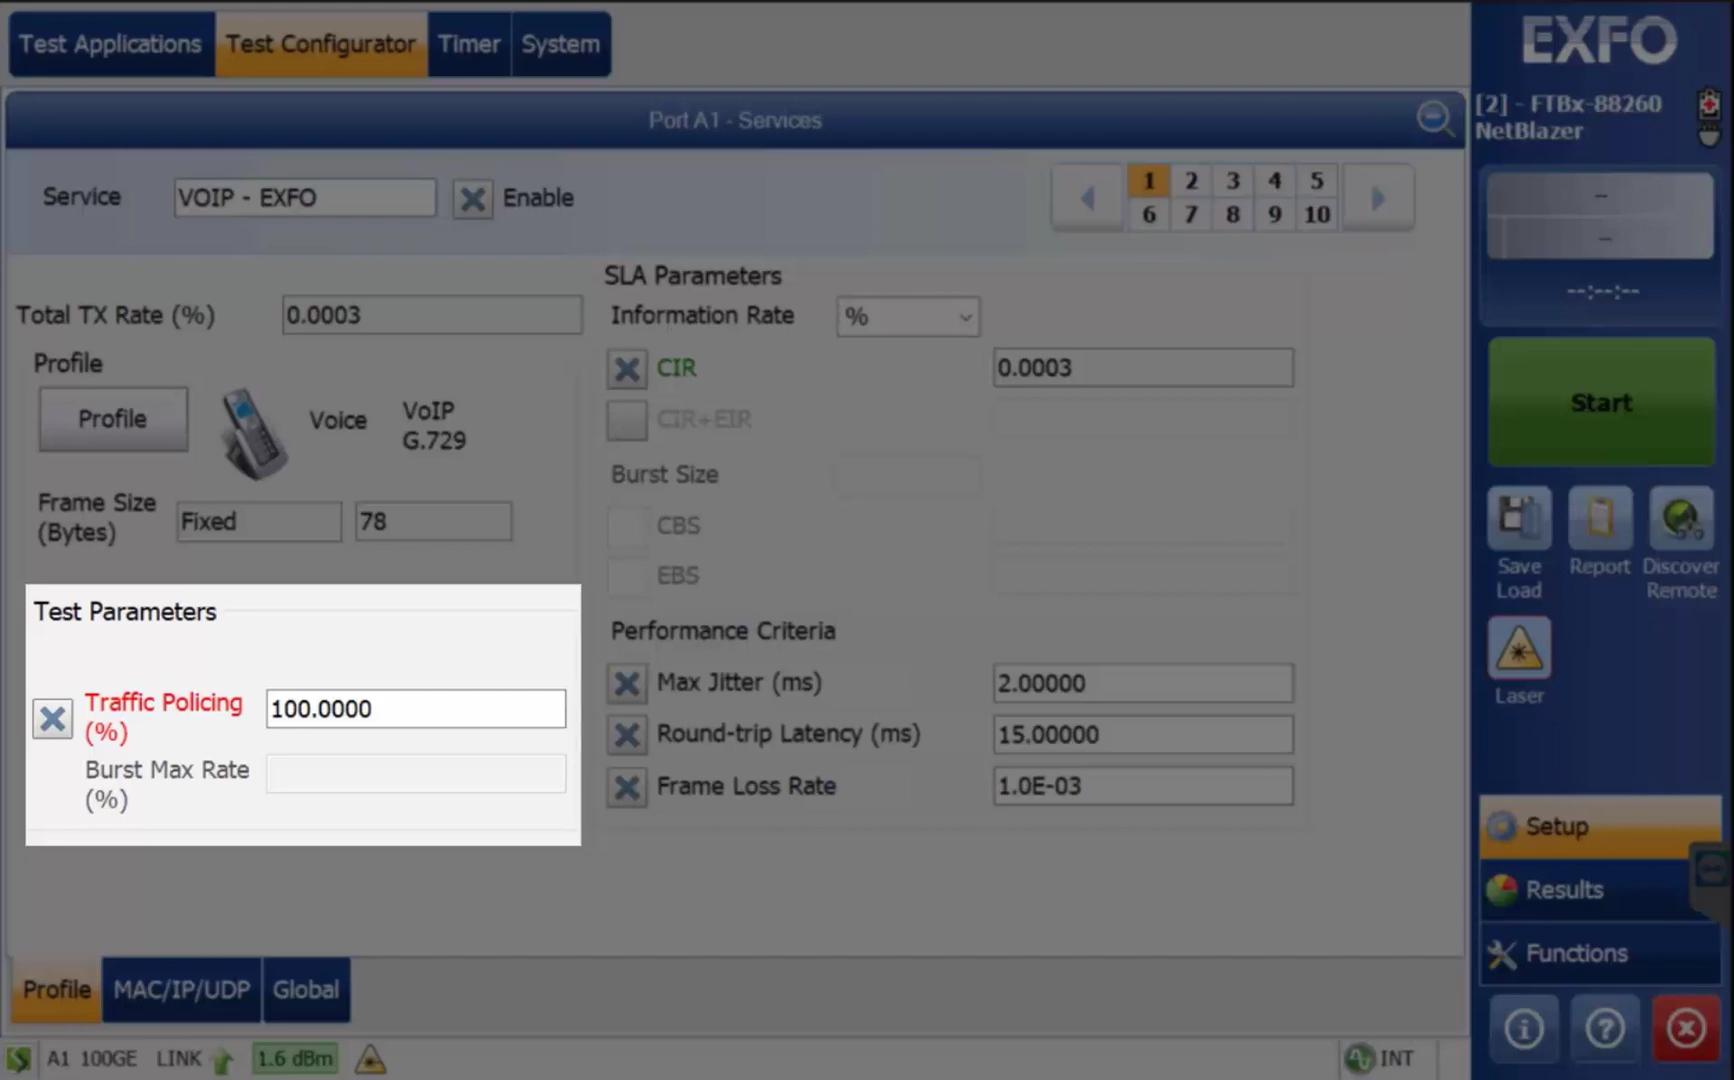 Test Applications
Test Configurator
Timer
System
EXFO
[2] - FTBx-88260
NetBlazer
Port A1 - Services
Service
VOIP - EXFO
Enable
1 2 3 4 5
6 7 8 9 10
--
--
--:--:--
Total TX Rate (%)
0.0003
Profile
Profile
Voice
VoIP
G.729
Frame Size
(Bytes)
Fixed
78
Test Parameters
Traffic Policing
(%)
100.0000
Burst Max Rate
(%)
SLA Parameters
Information Rate
%
CIR
0.0003
CIR+EIR
Burst Size
CBS
EBS
Performance Criteria
Max Jitter (ms)
2.00000
Round-trip Latency (ms)
15.00000
Frame Loss Rate
1.0E-03
Start
Save
Load
Report
Discover
Remote
Laser
Setup
Results
Functions
Profile
MAC/IP/UDP
Global
A1 100GE
LINK
1.6 dBm
INT